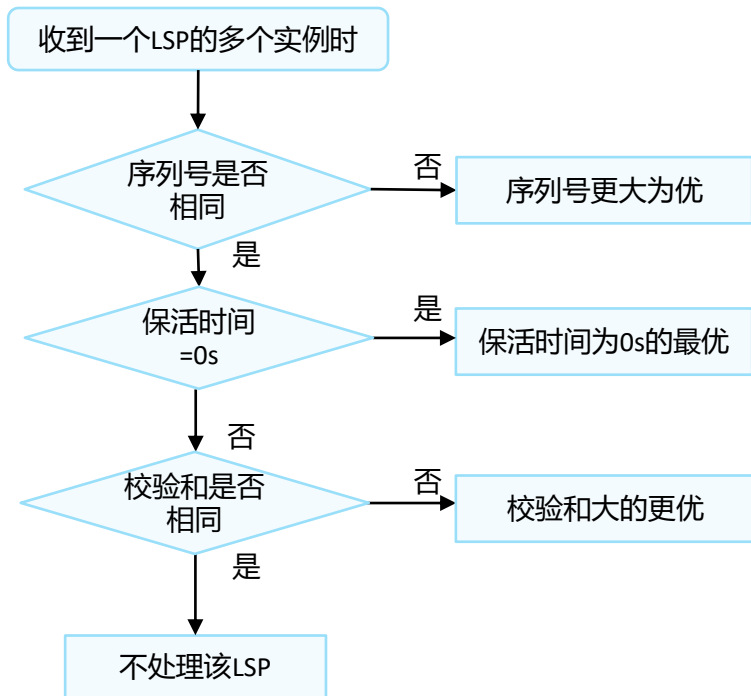 收到一个LSP的多个实例时
序列号是否
相同
否
序列号更大为优
是
保活时间
=0s
是
保活时间为0s的最优
否
校验和是否
相同
否
校验和大的更优
是
不处理该LSP